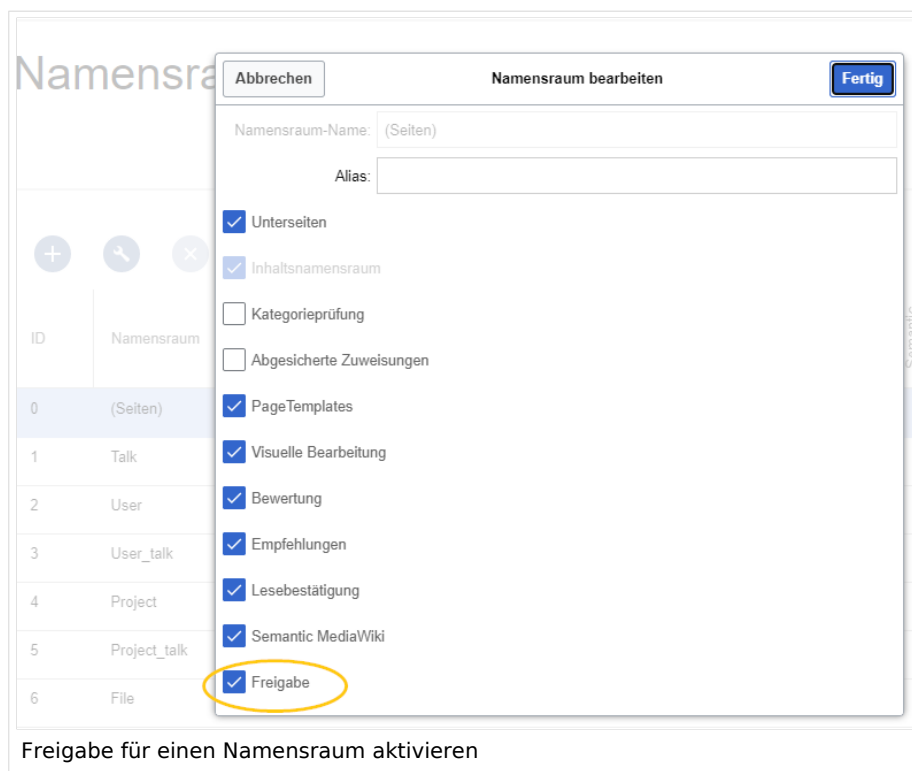 Namensra
Abbrechen
Namensraum bearbeiten
Fertig
Namensraum-Name: (Seiten)
Alias:
Unterseiten
Inhaltsnamensraum
Kategorieprüfung
Abgesicherte Zuweisungen
PageTemplates
Visuelle Bearbeitung
Bewertung
Empfehlungen
Lesebestätigung
Semantic MediaWiki
Freigabe
ID Namensraum
Semantic
0 (Seiten)
1 Talk
2 User
3 User_talk
4 Project
5 Project_talk
6 File
Freigabe für einen Namensraum aktivieren